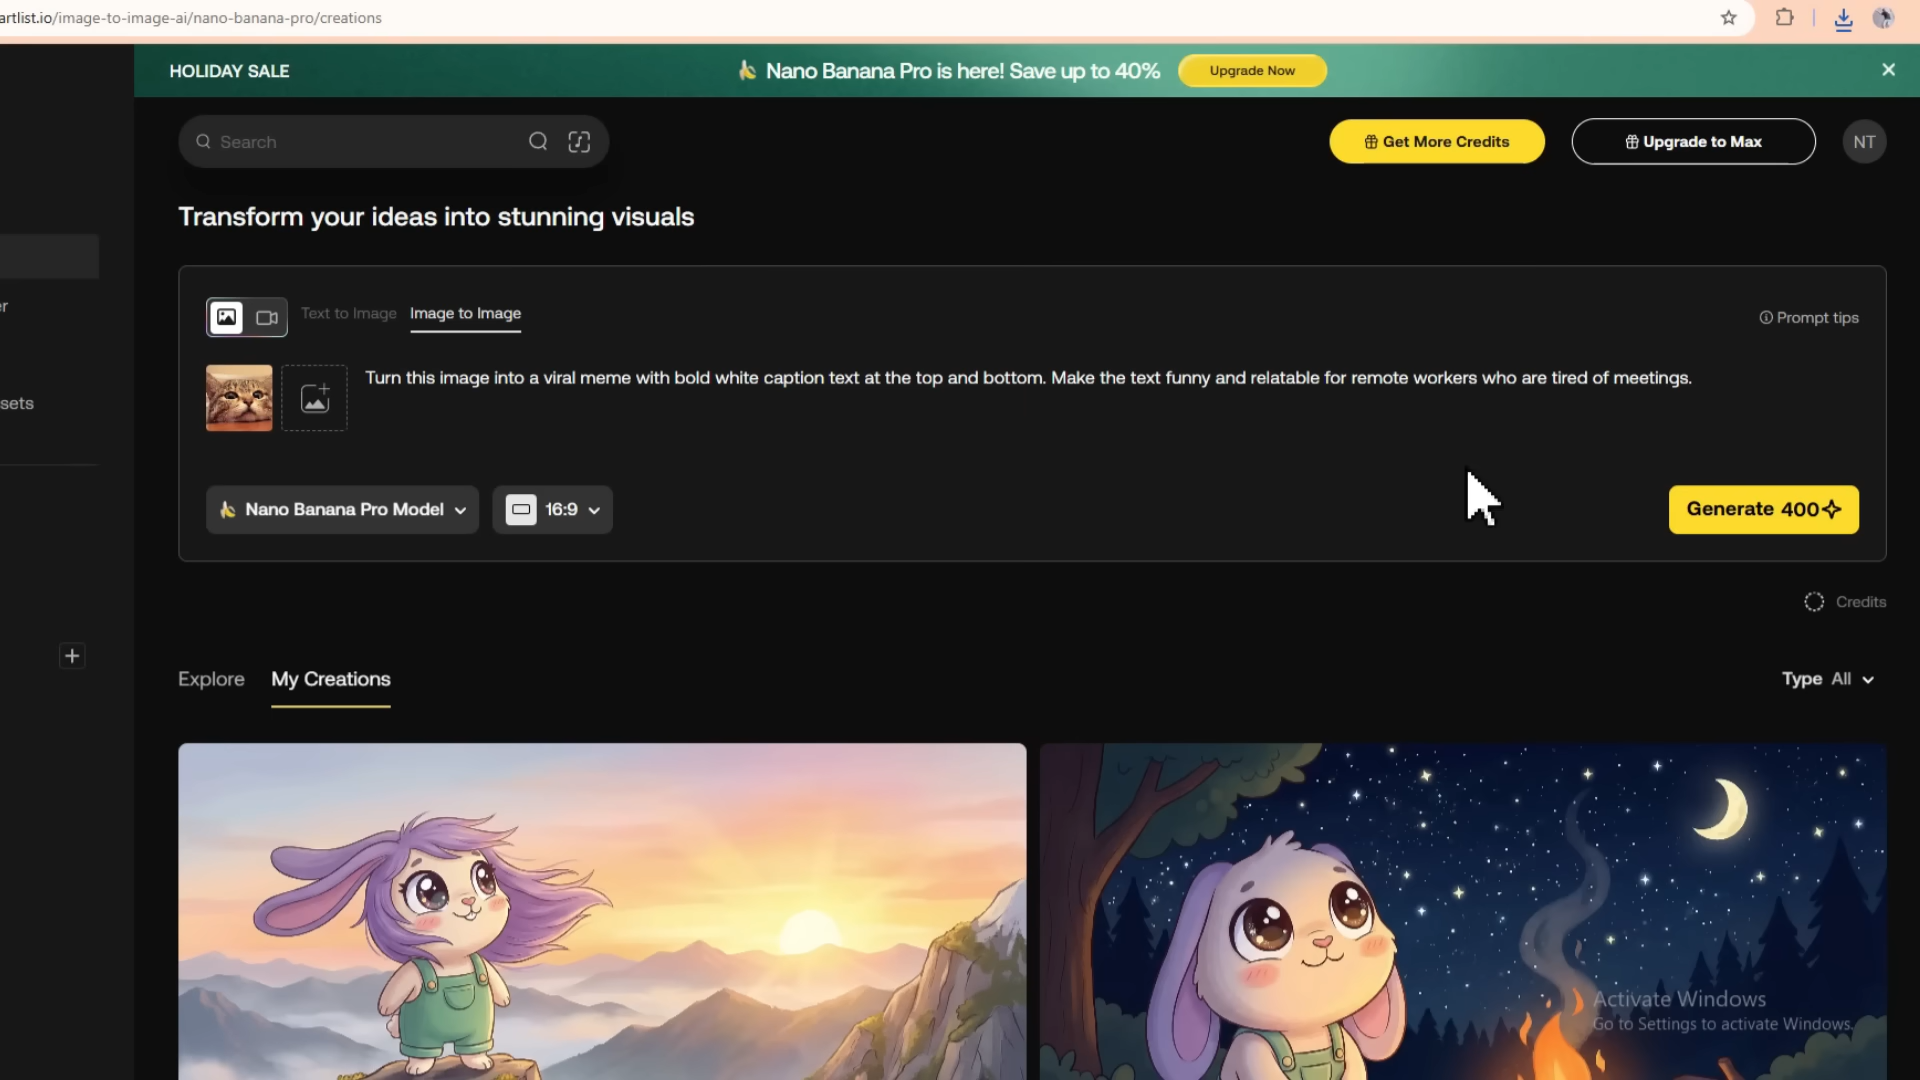 artlist.io/image-to-image-ai/nano-banana-pro/creations
HOLIDAY SALE
Nano Banana Pro is here! Save up to 40%
Upgrade Now
Search
Get More Credits
Upgrade to Max
NT
Transform your ideas into stunning visuals
er
Text to Image
Image to Image
Prompt tips
Turn this image into a viral meme with bold white caption text at the top and bottom. Make the text funny and relatable for remote workers who are tired of meetings.
sets
Nano Banana Pro Model
16:9
Generate 400
Credits
Explore
My Creations
Type All
Activate Windows
Go to Settings to activate Windows.